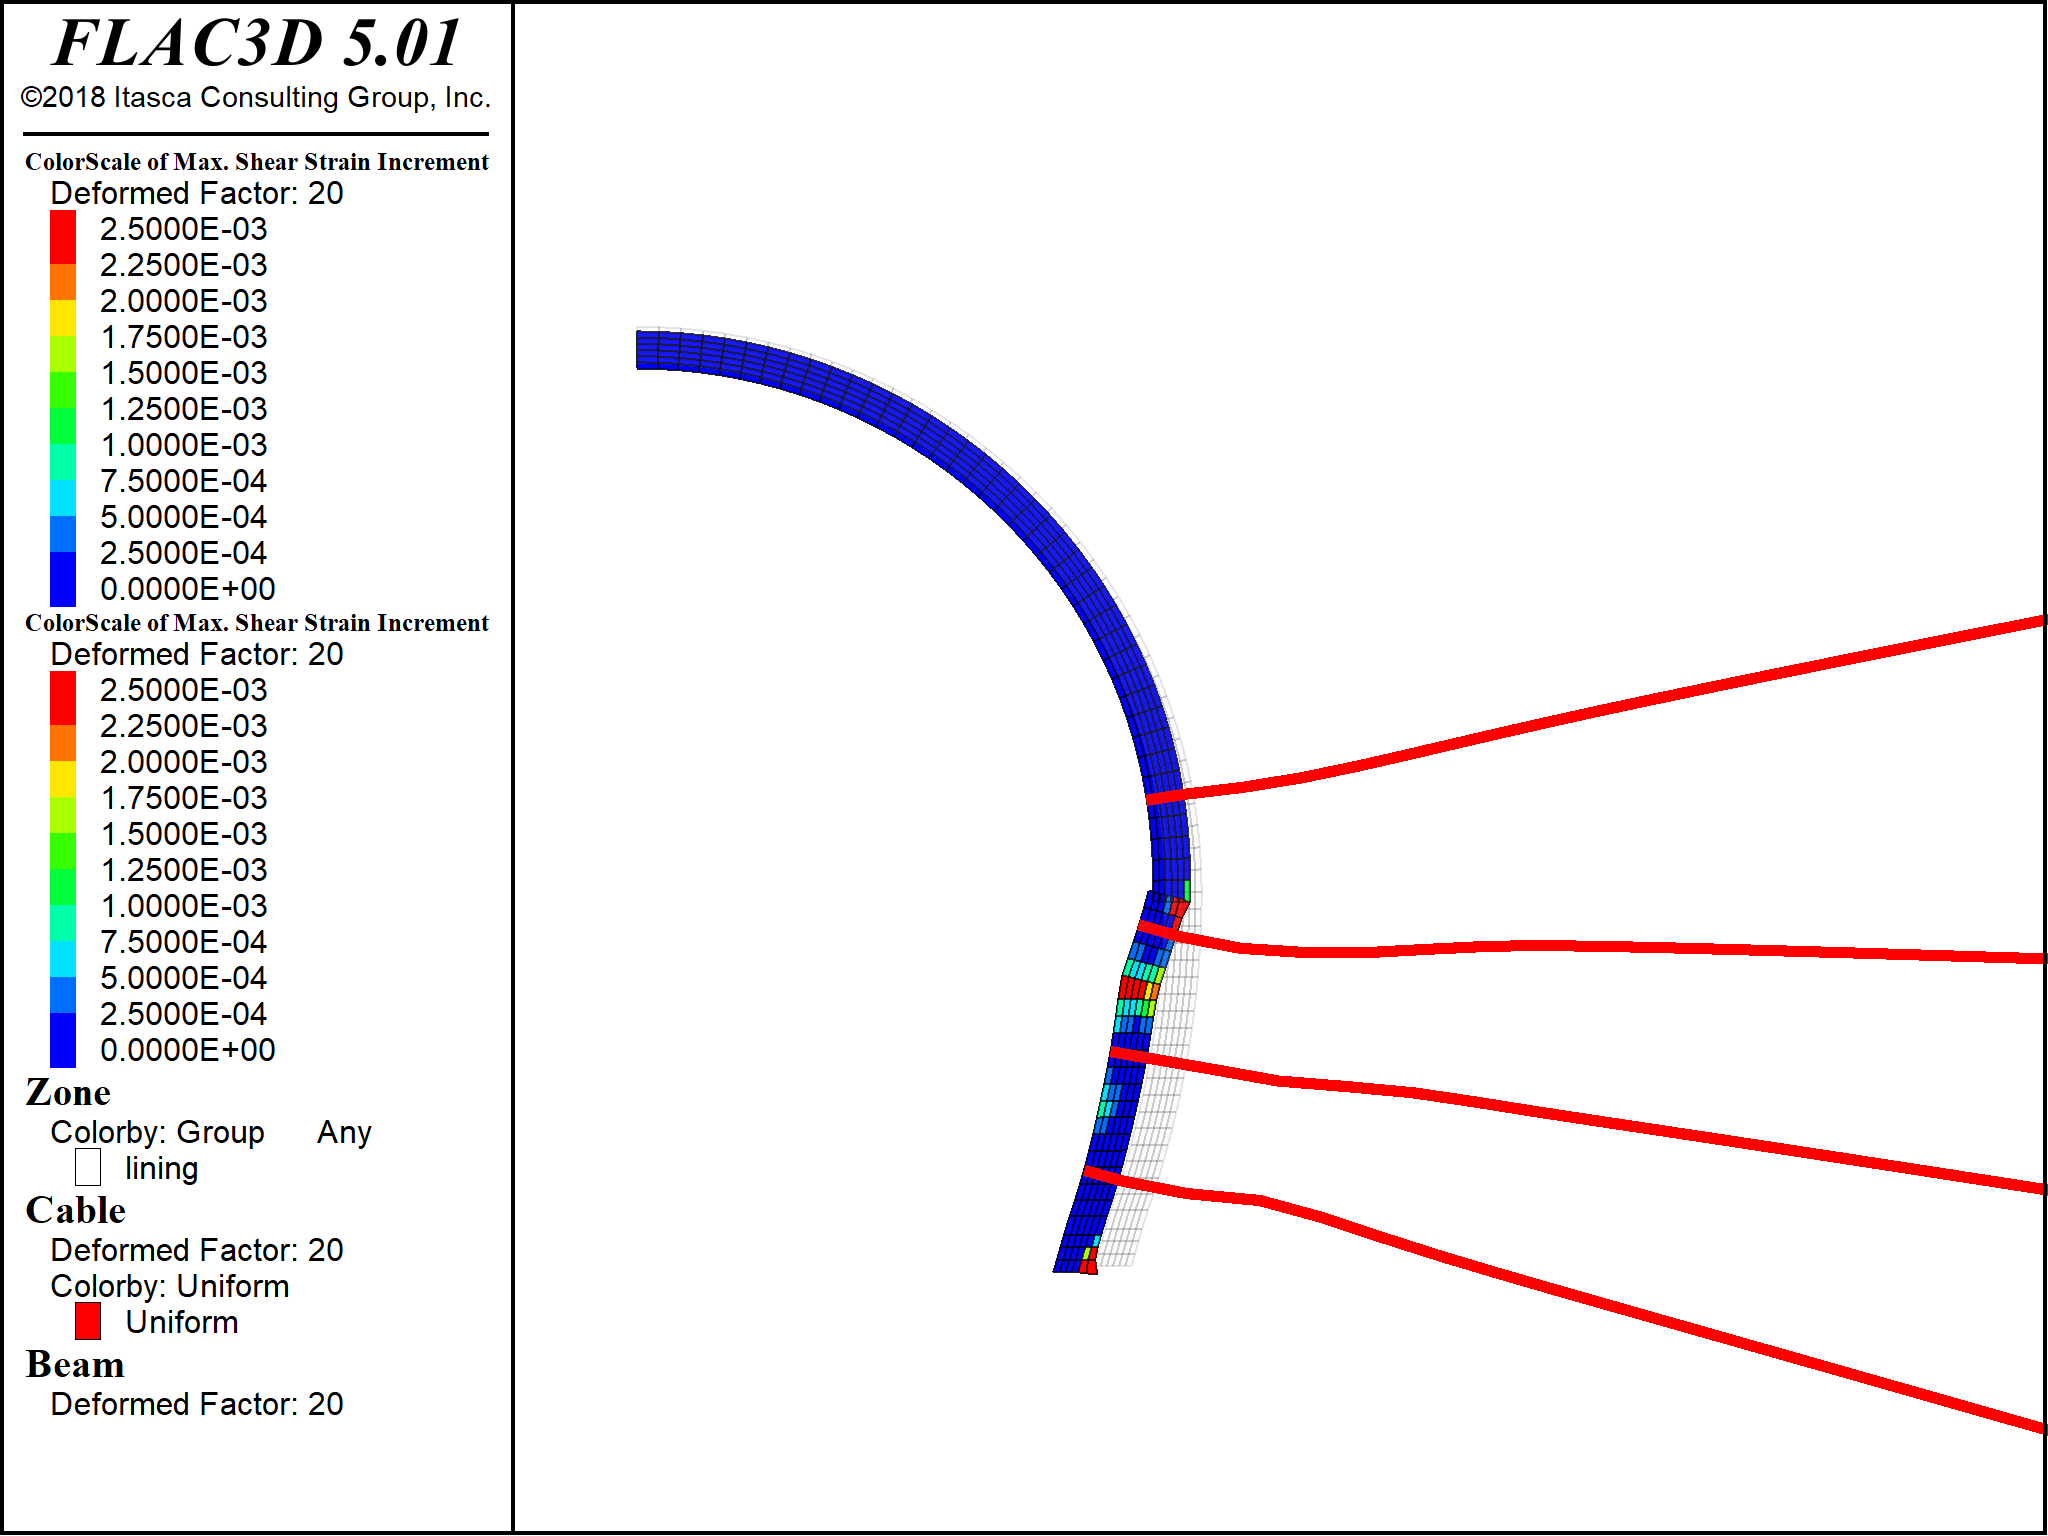 FLAC3D 5.01
©2018 Itasca Consulting Group, Inc.
ColorScale of Max. Shear Strain Increment
Deformed Factor: 20
2.5000E-03
2.2500E-03
2.0000E-03
1.7500E-03
1.5000E-03
1.2500E-03
1.0000E-03
7.5000E-04
5.0000E-04
2.5000E-04
0.0000E+00
ColorScale of Max. Shear Strain Increment
Deformed Factor: 20
2.5000E-03
2.2500E-03
2.0000E-03
1.7500E-03
1.5000E-03
1.2500E-03
1.0000E-03
7.5000E-04
5.0000E-04
2.5000E-04
0.0000E+00
Zone
Colorby: Group Any
lining
Cable
Deformed Factor: 20
Colorby: Uniform
Uniform
Beam
Deformed Factor: 20